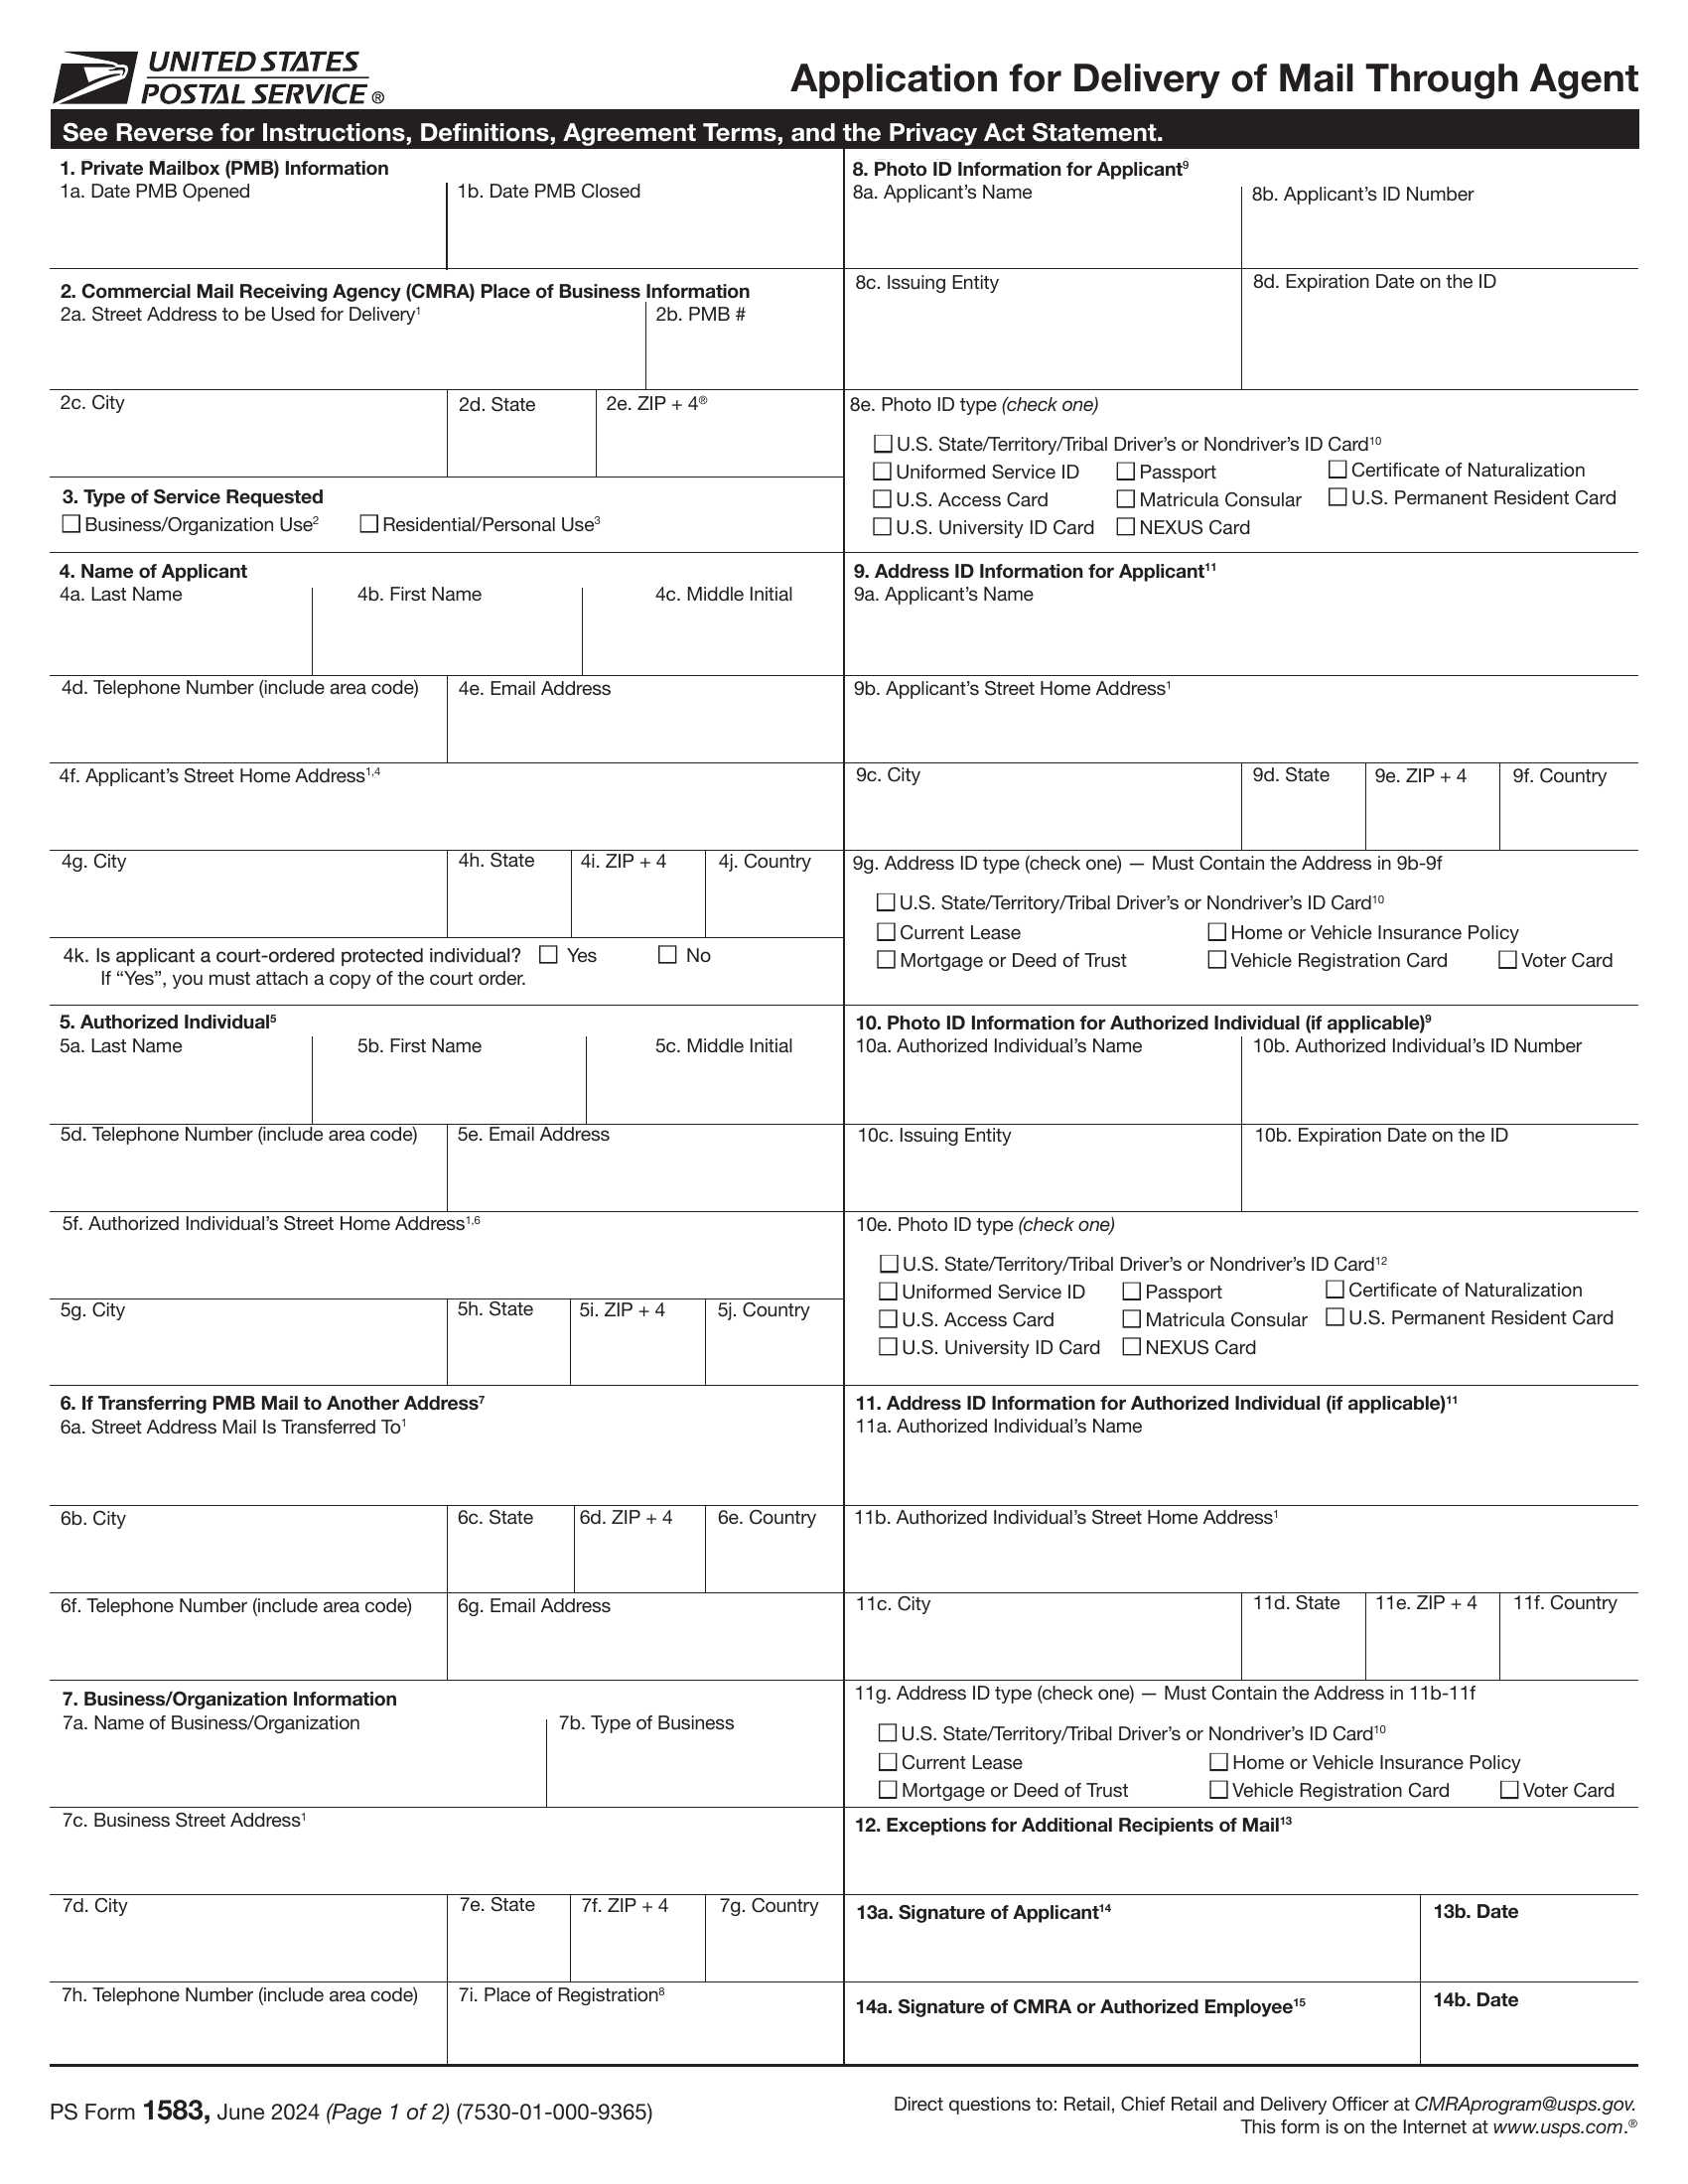 UNITED STATES
POSTAL SERVICE ®
Application for Delivery of Mail Through Agent
See Reverse for Instructions, Definitions, Agreement Terms, and the Privacy Act Statement.
1. Private Mailbox (PMB) Information
1a. Date PMB Opened
1b. Date PMB Closed
2. Commercial Mail Receiving Agency (CMRA) Place of Business Information
2a. Street Address to be Used for Delivery¹
2b. PMB #
2c. City
2d. State
2e. ZIP + 4®
3. Type of Service Requested
Business/Organization Use²
Residential/Personal Use³
4. Name of Applicant
4a. Last Name
4b. First Name
4c. Middle Initial
4d. Telephone Number (include area code)
4e. Email Address
4f. Applicant’s Street Home Address¹,⁴
4g. City
4h. State
4i. ZIP + 4
4j. Country
4k. Is applicant a court-ordered protected individual?
Yes
No
If “Yes”, you must attach a copy of the court order.
5. Authorized Individual⁵
5a. Last Name
5b. First Name
5c. Middle Initial
5d. Telephone Number (include area code)
5e. Email Address
5f. Authorized Individual’s Street Home Address¹,⁶
5g. City
5h. State
5i. ZIP + 4
5j. Country
6. If Transferring PMB Mail to Another Address⁷
6a. Street Address Mail Is Transferred To¹
6b. City
6c. State
6d. ZIP + 4
6e. Country
6f. Telephone Number (include area code)
6g. Email Address
7. Business/Organization Information
7a. Name of Business/Organization
7b. Type of Business
7c. Business Street Address¹
7d. City
7e. State
7f. ZIP + 4
7g. Country
7h. Telephone Number (include area code)
7i. Place of Registration⁸
8. Photo ID Information for Applicant⁹
8a. Applicant’s Name
8b. Applicant’s ID Number
8c. Issuing Entity
8d. Expiration Date on the ID
8e. Photo ID type (check one)
U.S. State/Territory/Tribal Driver’s or Nondriver’s ID Card¹⁰
Uniformed Service ID
Passport
Certificate of Naturalization
U.S. Access Card
Matricula Consular
U.S. Permanent Resident Card
U.S. University ID Card
NEXUS Card
9. Address ID Information for Applicant¹¹
9a. Applicant’s Name
9b. Applicant’s Street Home Address¹
9c. City
9d. State
9e. ZIP + 4
9f. Country
9g. Address ID type (check one) — Must Contain the Address in 9b-9f
U.S. State/Territory/Tribal Driver’s or Nondriver’s ID Card¹⁰
Current Lease
Home or Vehicle Insurance Policy
Mortgage or Deed of Trust
Vehicle Registration Card
Voter Card
10. Photo ID Information for Authorized Individual (if applicable)⁹
10a. Authorized Individual’s Name
10b. Authorized Individual’s ID Number
10c. Issuing Entity
10b. Expiration Date on the ID
10e. Photo ID type (check one)
U.S. State/Territory/Tribal Driver’s or Nondriver’s ID Card¹²
Uniformed Service ID
Passport
Certificate of Naturalization
U.S. Access Card
Matricula Consular
U.S. Permanent Resident Card
U.S. University ID Card
NEXUS Card
11. Address ID Information for Authorized Individual (if applicable)¹¹
11a. Authorized Individual’s Name
11b. Authorized Individual’s Street Home Address¹
11c. City
11d. State
11e. ZIP + 4
11f. Country
11g. Address ID type (check one) — Must Contain the Address in 11b-11f
U.S. State/Territory/Tribal Driver’s or Nondriver’s ID Card¹⁰
Current Lease
Home or Vehicle Insurance Policy
Mortgage or Deed of Trust
Vehicle Registration Card
Voter Card
12. Exceptions for Additional Recipients of Mail¹³
13a. Signature of Applicant¹⁴
13b. Date
14a. Signature of CMRA or Authorized Employee¹⁵
14b. Date
PS Form 1583, June 2024 (Page 1 of 2) (7530-01-000-9365)
Direct questions to: Retail, Chief Retail and Delivery Officer at CMRAprogram@usps.gov.
This form is on the Internet at www.usps.com.®